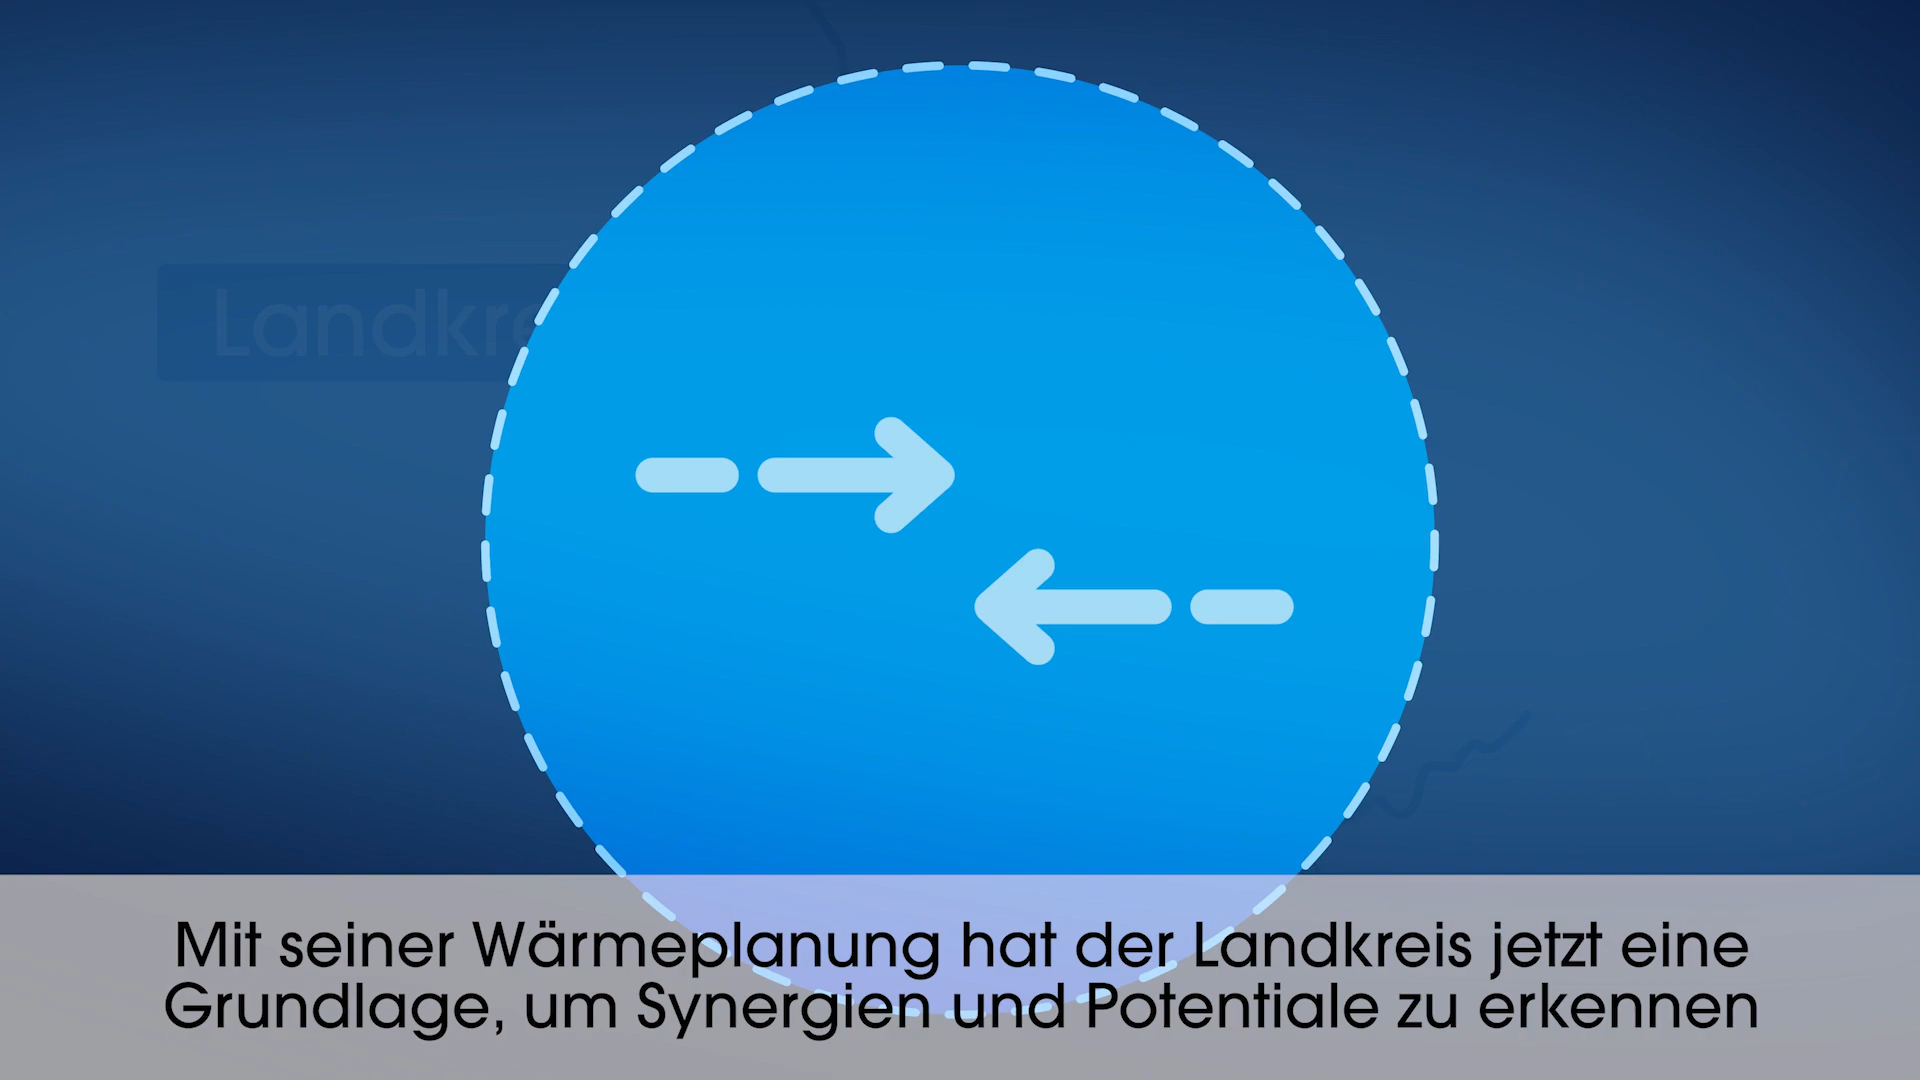 Landkre
Mit seiner Wärmeplanung hat der Landkreis jetzt eine
Grundlage, um Synergien und Potentiale zu erkennen